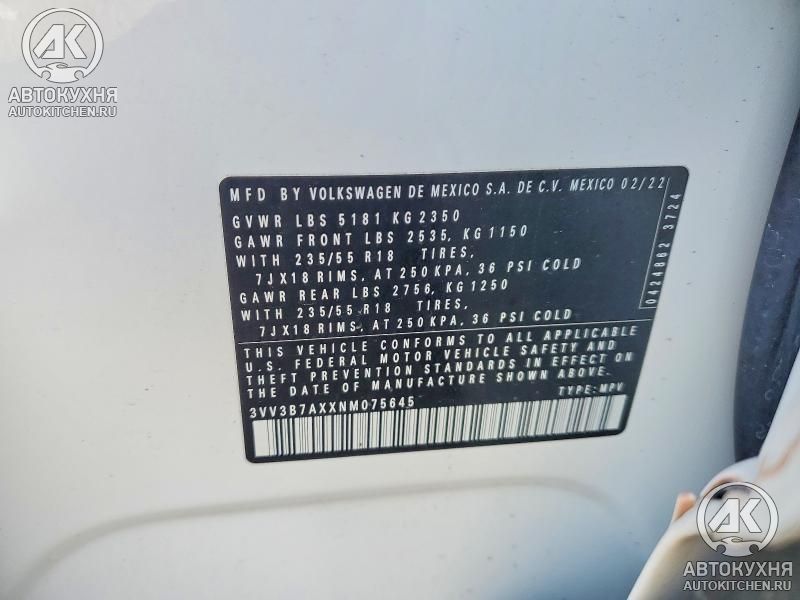 AK
АВТОКУХНЯ
AUTOKITCHEN.RU
MFD BY VOLKSWAGEN DE MEXICO S.A. DE C.V. MEXICO 02/22
GVWR LBS 5181 KG 2350
GAWR FRONT LBS 2535, KG 1150
WITH 235/55 R18 TIRES,
7JX18 RIMS, AT 250 KPA, 36 PSI COLD
GAWR REAR LBS 2756, KG 1250
WITH 235/55 R18 TIRES,
7JX18 RIMS, AT 250 KPA, 36 PSI COLD
THIS VEHICLE CONFORMS TO ALL APPLICABLE
U.S. FEDERAL MOTOR VEHICLE SAFETY AND
THEFT PREVENTION STANDARDS IN EFFECT ON
THE DATE OF MANUFACTURE SHOWN ABOVE.
3VV3B7AXXNM075645 TYPE: MPV
0424862 3724
AK
АВТОКУХНЯ
AUTOKITCHEN.RU